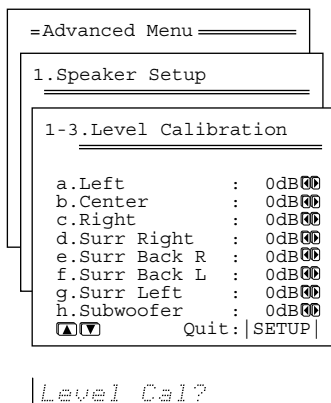 =Advanced Menu
1.Speaker Setup
1-3.Level Calibration
a.Left : 0dB
b.Center : 0dB
c.Right : 0dB
d.Surr Right : 0dB
e.Surr Back R : 0dB
f.Surr Back L : 0dB
g.Surr Left : 0dB
h.Subwoofer : 0dB
Quit:|SETUP|
Level Cal?